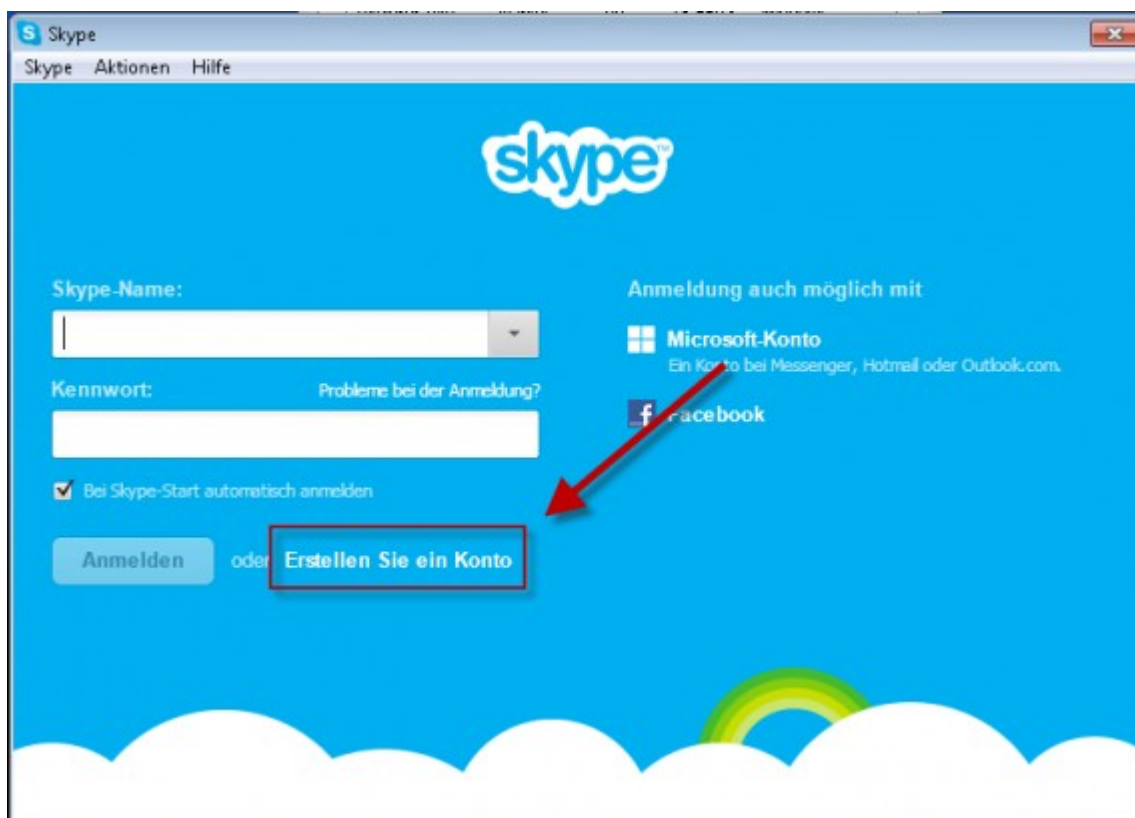 Skype
Skype Aktionen Hilfe
skype™
Skype-Name:
Kennwort: Probleme bei der Anmeldung?
Bei Skype-Start automatisch anmelden
Anmelden oder Erstellen Sie ein Konto
Anmeldung auch möglich mit
Microsoft-Konto
Ein Konto bei Messenger, Hotmail oder Outlook.com.
Facebook